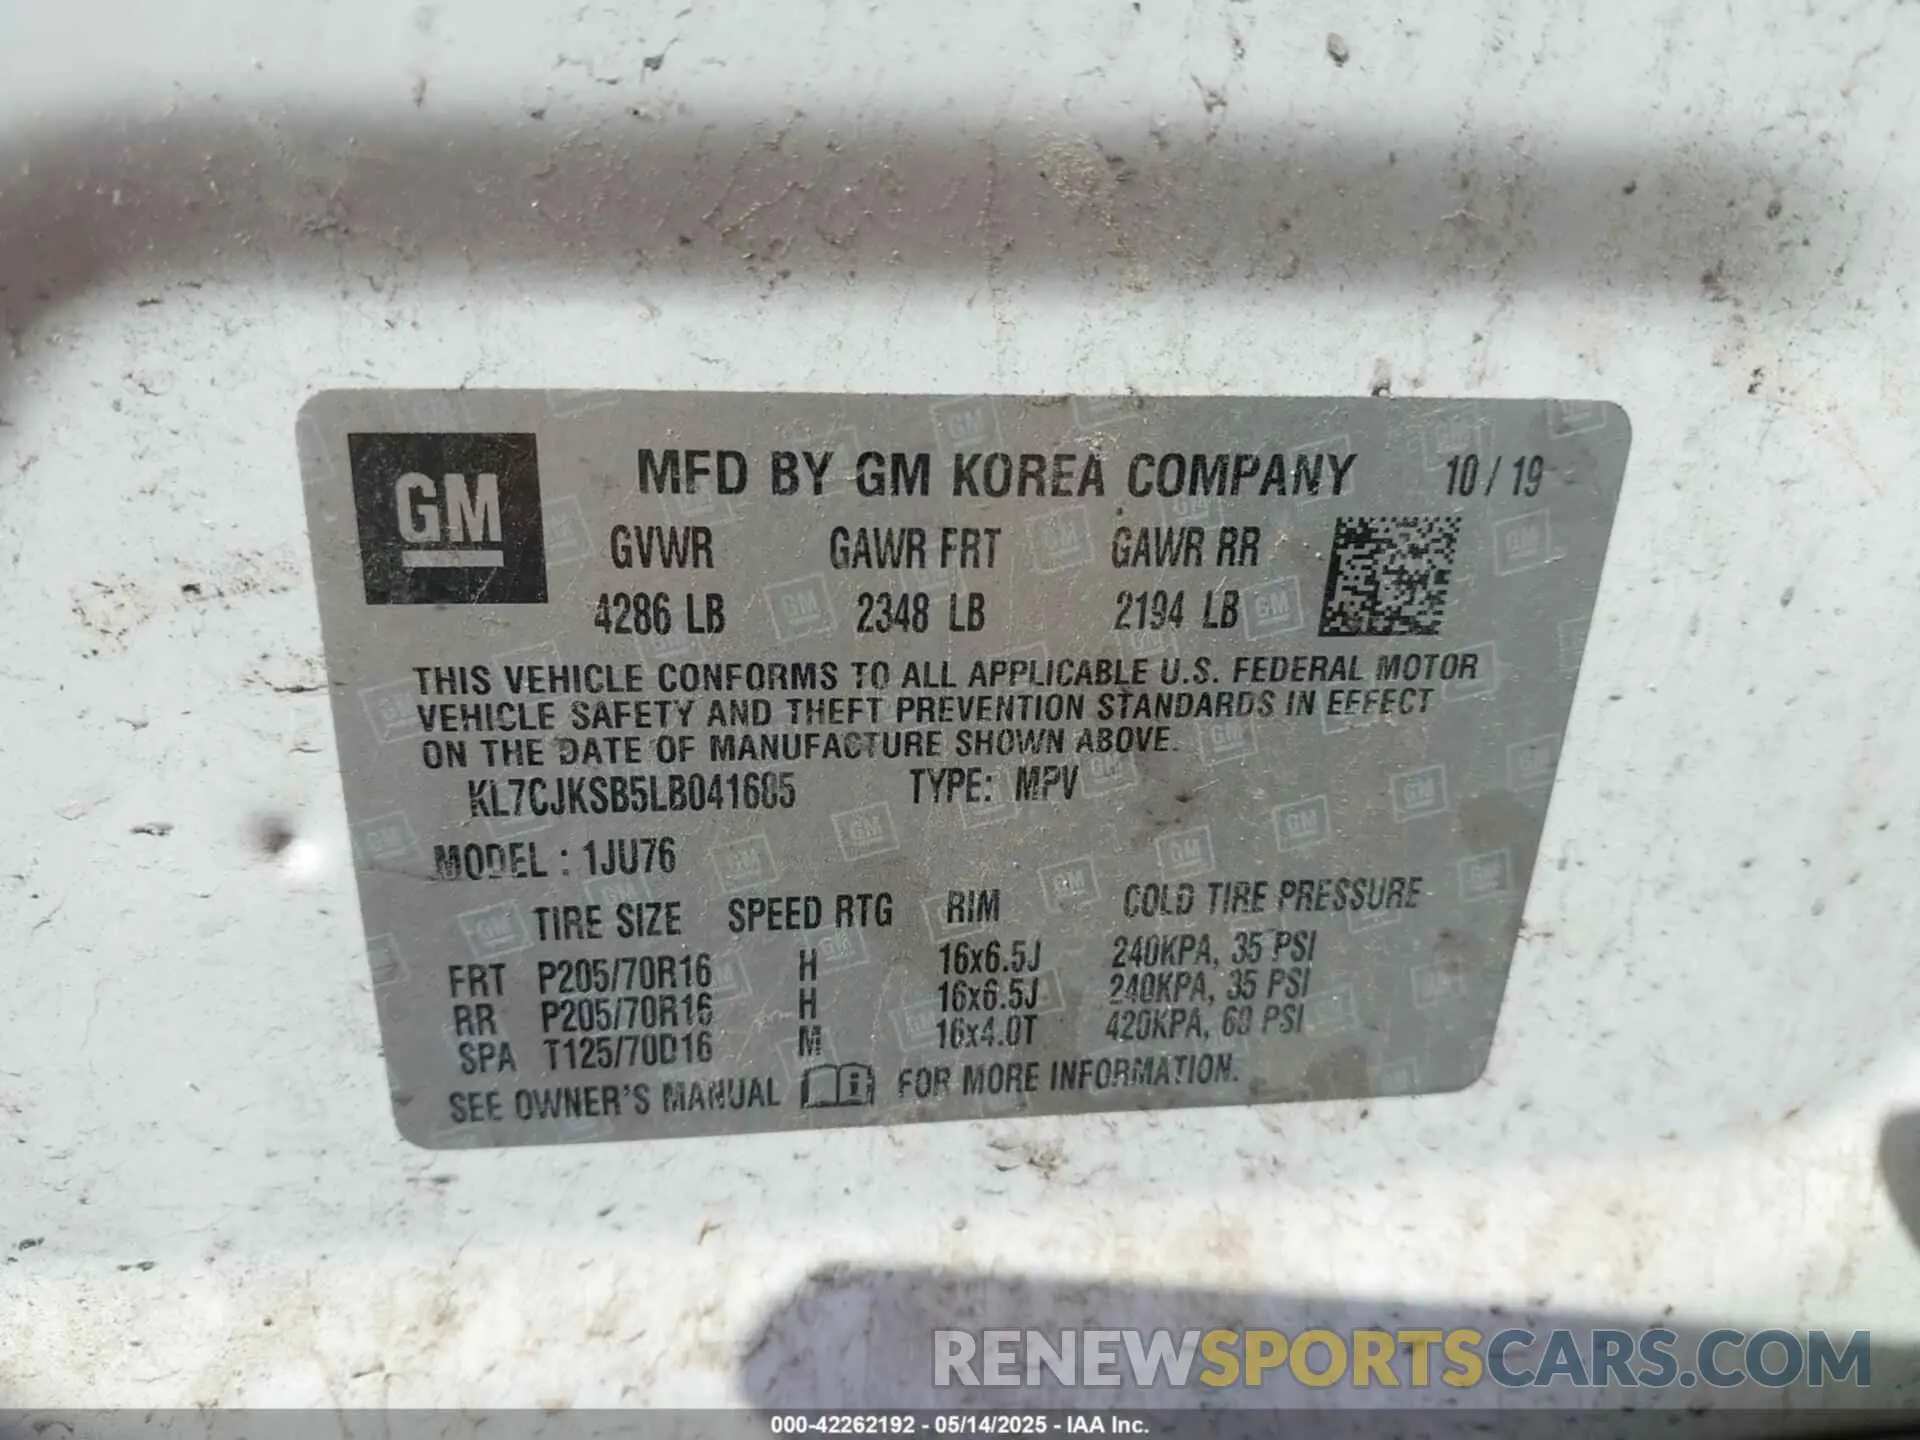 GM
MFD BY GM KOREA COMPANY 10 / 19
GVWR GAWR FRT GAWR RR
4286 LB 2348 LB 2194 LB
THIS VEHICLE CONFORMS TO ALL APPLICABLE U.S. FEDERAL MOTOR
VEHICLE SAFETY AND THEFT PREVENTION STANDARDS IN EFFECT
ON THE DATE OF MANUFACTURE SHOWN ABOVE.
KL7CJKSB5LB041685 TYPE: MPV
MODEL : 1JU76
TIRE SIZE SPEED RTG RIM COLD TIRE PRESSURE
FRT P205/70R16 H 16x6.5J 240KPA, 35 PSI
RR P205/70R16 H 16x6.5J 240KPA, 35 PSI
SPA T125/70D16 M 16x4.0T 420KPA, 60 PSI
SEE OWNER'S MANUAL FOR MORE INFORMATION.
RENEWSPORTSCARS.COM
000-42262192 - 05/14/2025 - IAA Inc.